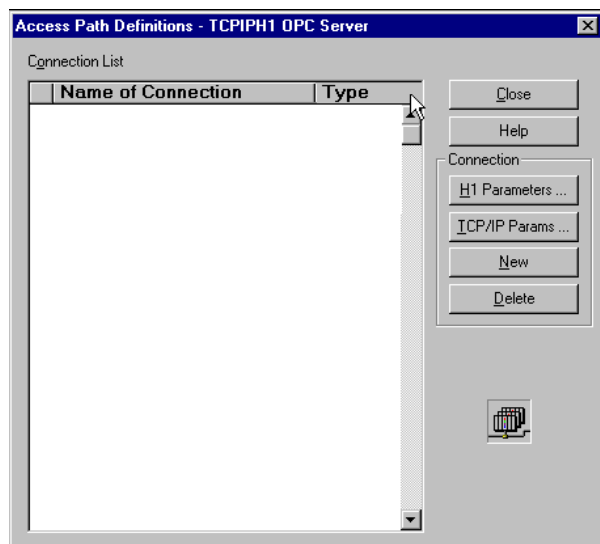 Access Path Definitions - TCPIPH1 OPC Server
Connection List
Name of Connection Type
Close
Help
Connection
H1 Parameters ...
TCP/IP Params ...
New
Delete